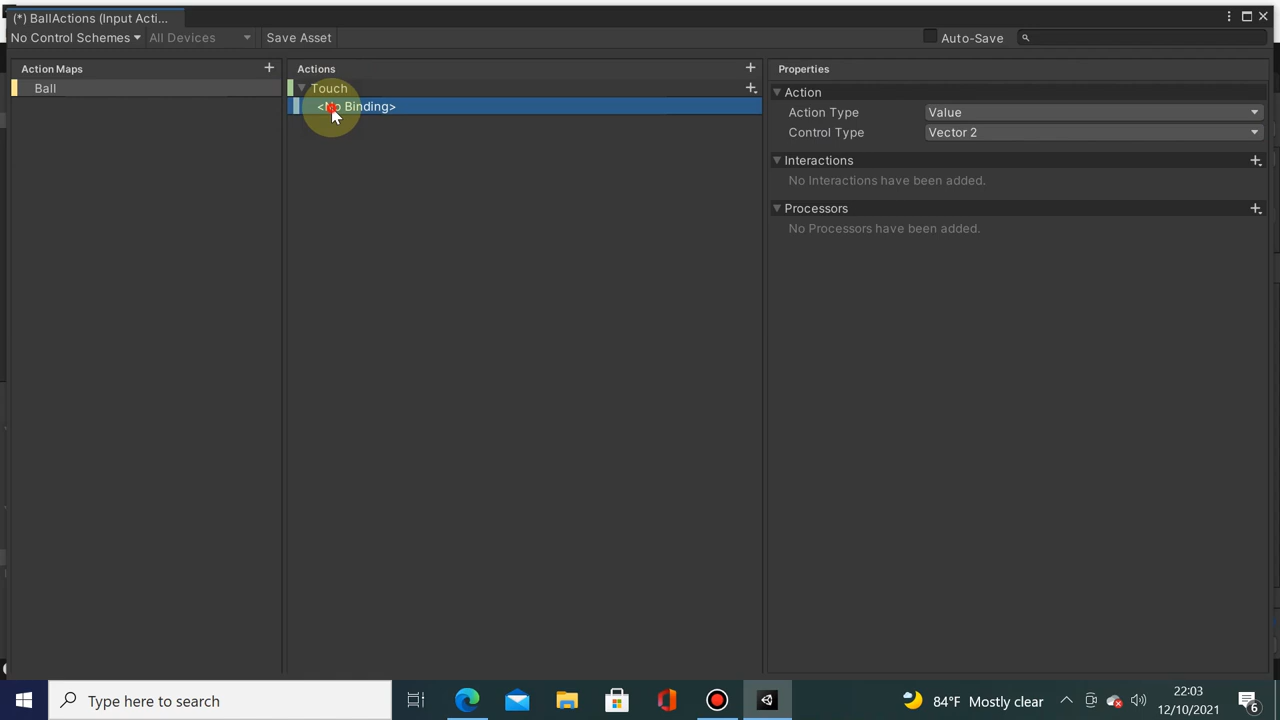 (*) BallActions (Input Acti...
No Control Schemes All Devices Save Asset Auto-Save
Action Maps Actions Properties
Ball Touch Action
<No Binding> Action Type Value
Control Type Vector 2
Interactions
No Interactions have been added.
Processors
No Processors have been added.
Type here to search 84°F Mostly clear 22:03
12/10/2021 6